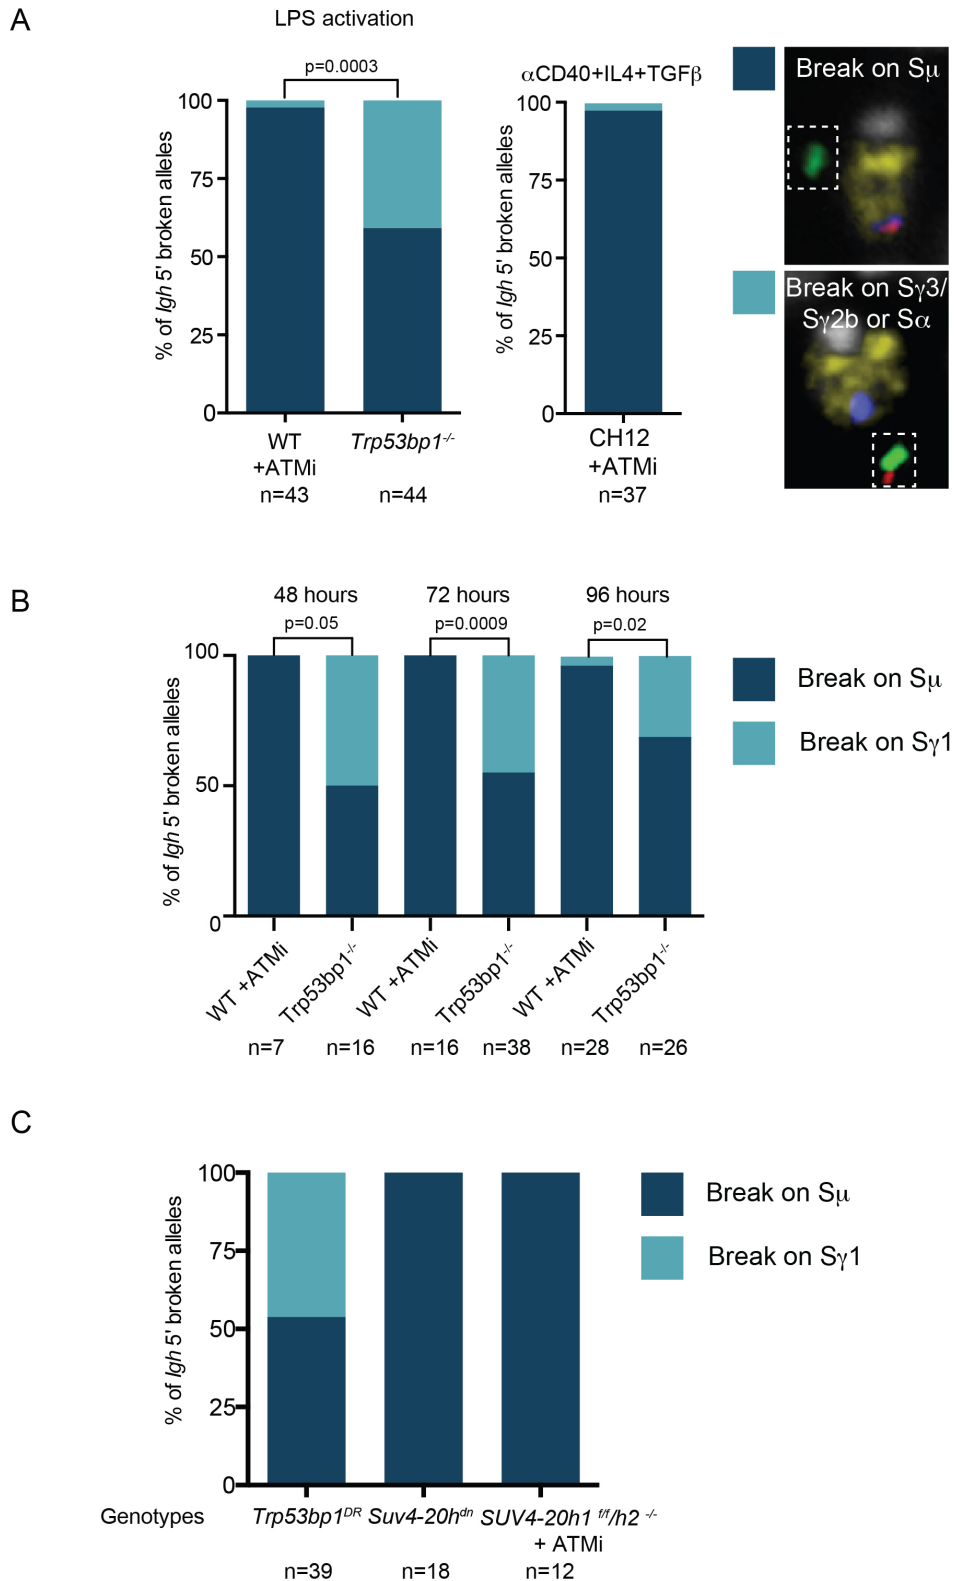 A
LPS activation
p=0.0003
αCD40+IL4+TGFβ
% of Igh 5' broken alleles
100
75
50
25
0
WT
+ATMi
n=43
Trp53bp1-/-
n=44
% of Igh 5' broken alleles
100
75
50
25
0
CH12
+ATMi
n=37
Break on Sμ
Break on Sγ3/
Sγ2b or Sα
B
48 hours
72 hours
96 hours
p=0.05
p=0.0009
p=0.02
% of Igh 5' broken alleles
100
50
0
WT +ATMi
Trp53bp1-/-
WT +ATMi
Trp53bp1-/-
WT +ATMi
Trp53bp1-/-
n=7
n=16
n=16
n=38
n=28
n=26
Break on Sμ
Break on Sγ1
C
% of Igh 5' broken alleles
100
75
50
25
0
Genotypes
Trp53bp1DR
Suv4-20hdn
SUV4-20h1 f/f/h2 -/-
+ ATMi
n=39
n=18
n=12
Break on Sμ
Break on Sγ1